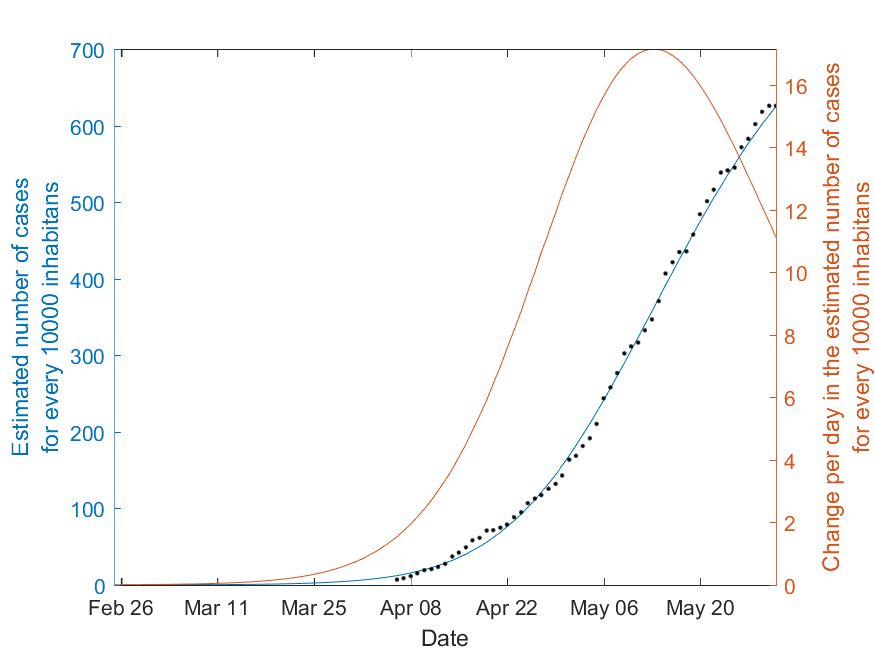 700
600
500
400
300
200
100
0
Estimated number of cases
for every 10000 inhabitans
16
14
12
10
8
6
4
2
0
Change per day in the estimated number of cases
for every 10000 inhabitans
Feb 26 Mar 11 Mar 25 Apr 08 Apr 22 May 06 May 20
Date